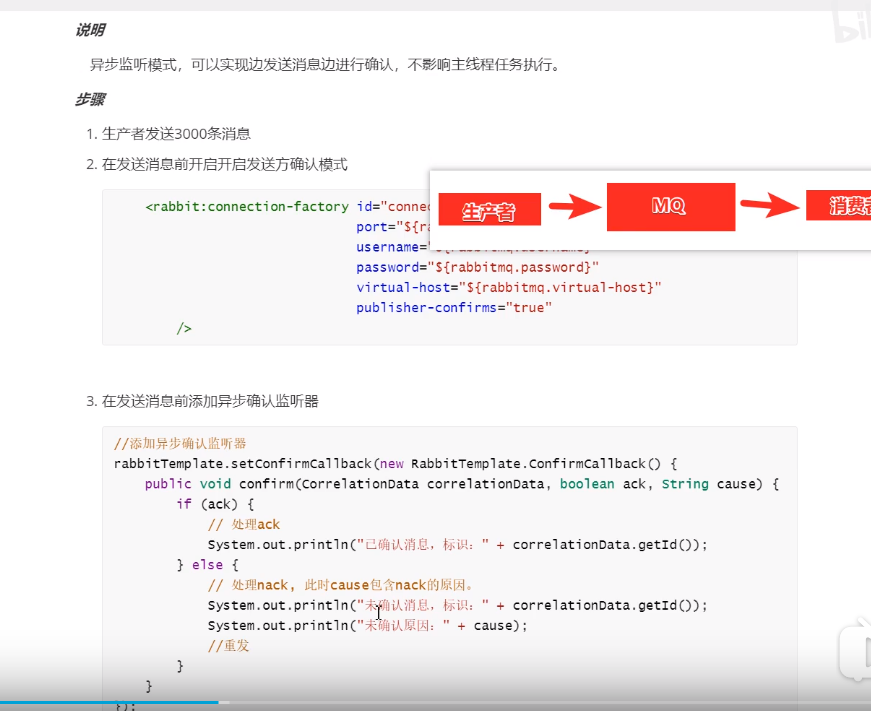 说明
异步监听模式，可以实现边发送消息边进行确认，不影响主线程任务执行。
步骤
1. 生产者发送3000条消息
2. 在发送消息前开启开启发送方确认模式
生产者 MQ 消费
<rabbit:connection-factory id="connec
port="${ra
username="${rabbitmq.username}"
password="${rabbitmq.password}"
virtual-host="${rabbitmq.virtual-host}"
publisher-confirms="true"
/>
3. 在发送消息前添加异步确认监听器
//添加异步确认监听器
rabbitTemplate.setConfirmCallback(new RabbitTemplate.ConfirmCallback() {
public void confirm(CorrelationData correlationData, boolean ack, String cause) {
if (ack) {
// 处理ack
System.out.println("已确认消息，标识：" + correlationData.getId());
} else {
// 处理nack, 此时cause包含nack的原因。
System.out.println("未确认消息，标识：" + correlationData.getId());
System.out.println("未确认原因：" + cause);
//重发
}
}
});